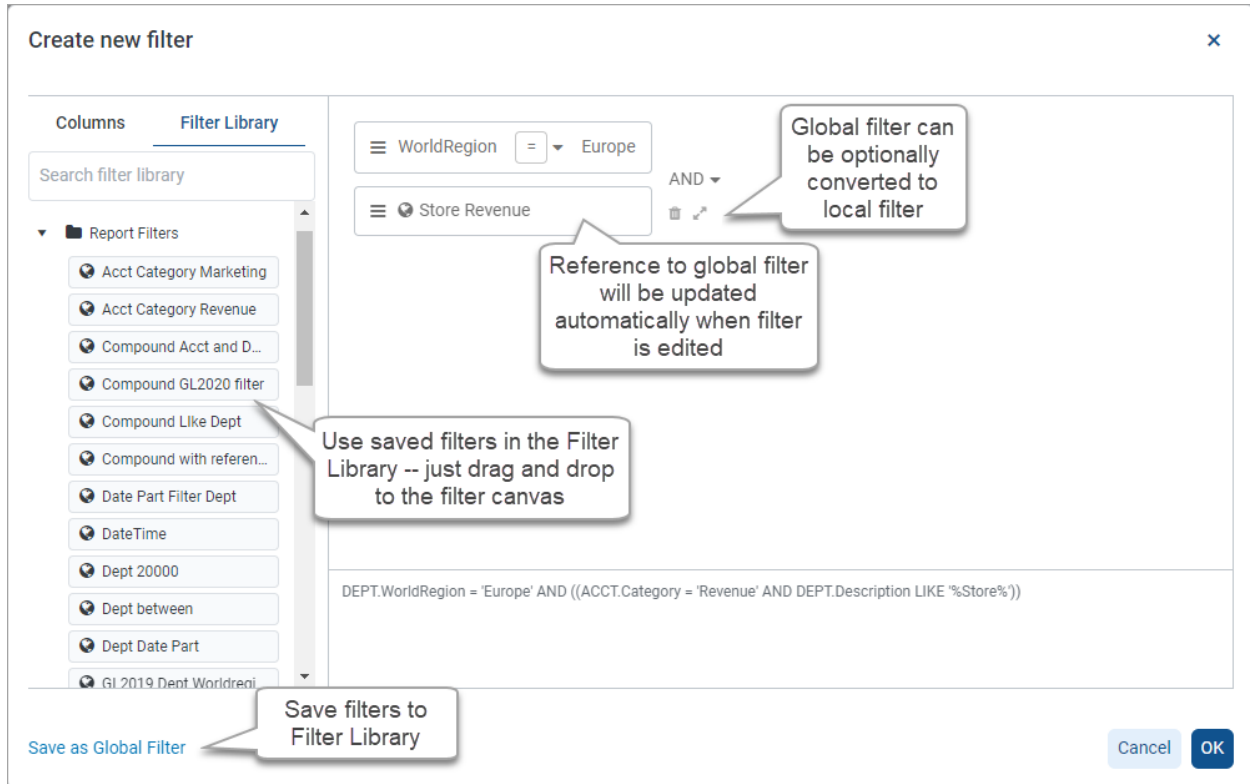 Create new filter
×
Columns
Filter Library
Search filter library
Report Filters
Acct Category Marketing
Acct Category Revenue
Compound Acct and D...
Compound GL2020 filter
Compound LIke Dept
Compound with referen...
Date Part Filter Dept
DateTime
Dept 20000
Dept between
Dept Date Part
GL2019 Dept Worldregi
WorldRegion = Europe
Store Revenue
AND
Global filter can
be optionally
converted to
local filter
Reference to global filter
will be updated
automatically when filter
is edited
Use saved filters in the Filter
Library -- just drag and drop
to the filter canvas
DEPT.WorldRegion = 'Europe' AND ((ACCT.Category = 'Revenue' AND DEPT.Description LIKE '%Store%'))
Save filters to
Filter Library
Save as Global Filter
Cancel
OK